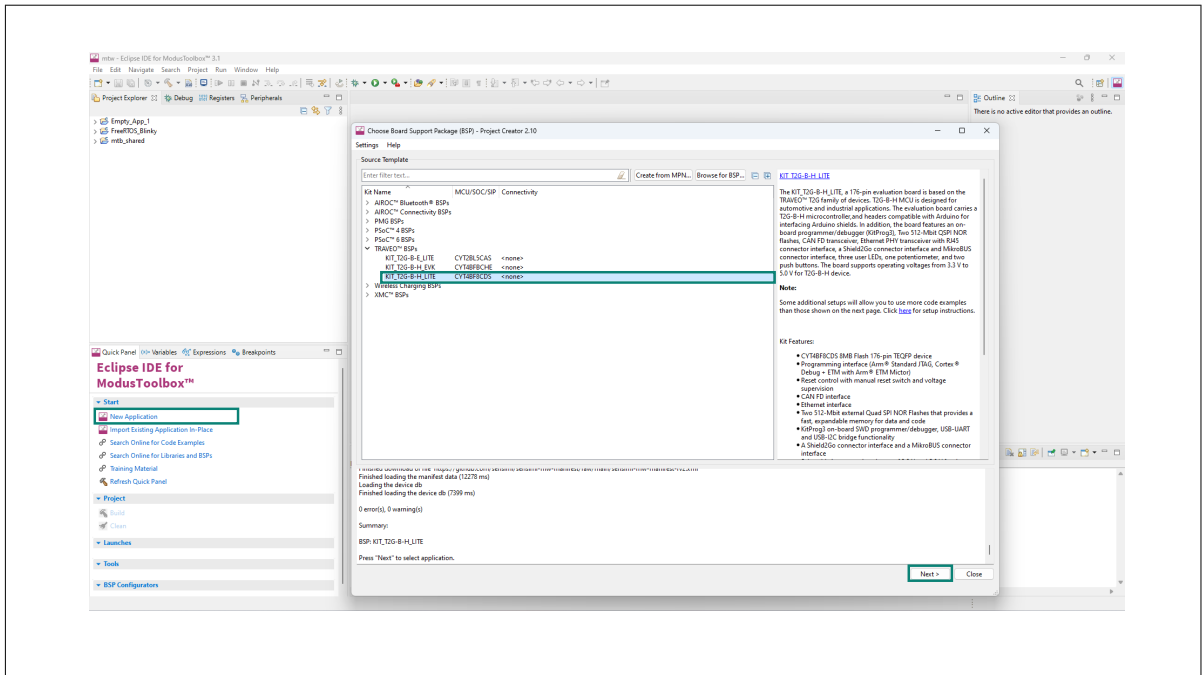 mtw - Eclipse IDE for ModusToolbox™ 3.1
File Edit Navigate Search Project Run Window Help
Project Explorer Debug Registers Peripherals
Outline
There is no active editor that provides an outline.
Empty_App_1
FreeRTOS_Blinky
mtb_shared
Choose Board Support Package (BSP) - Project Creator 2.10
Settings Help
Source Template
Enter filter text...
Create from MPN... Browse for BSP...
Kit Name MCU/SOC/SIP Connectivity
AIROC™ Bluetooth® BSPs
AIROC™ Connectivity BSPs
PMG BSPs
PSoC™ 4 BSPs
PSoC™ 6 BSPs
TRAVEO™ BSPs
KIT_T2G-B-E_LITE CYT2BL5CAS <none>
KIT_T2G-B-H_EVK CYT4BFBCHE <none>
KIT_T2G-B-H_LITE CYT4BF8CDS <none>
Wireless Charging BSPs
XMC™ BSPs
KIT T2G-B-H LITE
The KIT_T2G-B-H_LITE, a 176-pin evaluation board is based on the
TRAVEO™ T2G family of devices. T2G-B-H MCU is designed for
automotive and industrial applications. The evaluation board carries a
T2G-B-H microcontroller,and headers compatible with Arduino for
interfacing Arduino shields. In addition, the board features an on-
board programmer/debugger (KitProg3), Two 512-Mbit QSPI NOR
flashes, CAN FD transceiver, Ethernet PHY transceiver with RJ45
connector interface, a Shield2Go connector interface and MikroBUS
connector interface, three user LEDs, one potentiometer, and two
push buttons. The board supports operating voltages from 3.3 V to
5.0 V for T2G-B-H device.
Note:
Some additional setups will allow you to use more code examples
than those shown on the next page. Click here for setup instructions.
Kit Features:
• CYT4BF8CDS 8MB Flash 176-pin TEQFP device
• Programming interface (Arm® Standard JTAG, Cortex®
Debug + ETM with Arm® ETM Mictor)
• Reset control with manual reset switch and voltage
supervision
• CAN FD interface
• Ethernet interface
• Two 512-Mbit external Quad SPI NOR Flashes that provides a
fast, expandable memory for data and code
• KitProg3 on-board SWD programmer/debugger, USB-UART
and USB-I2C bridge functionality
• A Shield2Go connector interface and a MikroBUS connector
interface
Finished loading the manifest data (12278 ms)
Loading the device db
Finished loading the device db (7399 ms)
0 error(s), 0 warning(s)
Summary:
BSP: KIT_T2G-B-H_LITE
Press "Next" to select application.
Next > Close
Quick Panel Variables Expressions Breakpoints
Eclipse IDE for
ModusToolbox™
Start
New Application
Import Existing Application In-Place
Search Online for Code Examples
Search Online for Libraries and BSPs
Training Material
Refresh Quick Panel
Project
Build
Clean
Launches
Tools
BSP Configurators